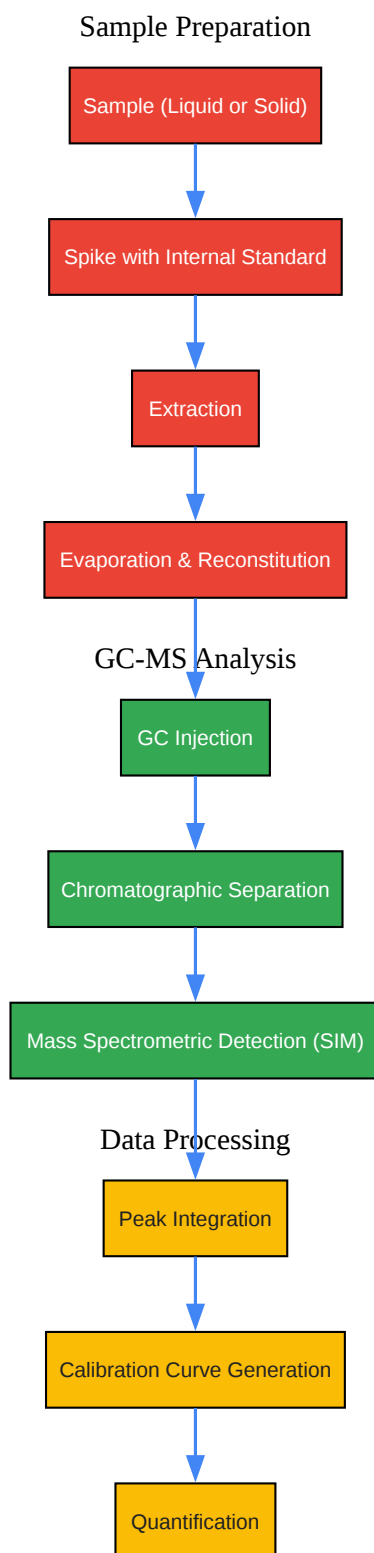 Sample Preparation
Sample (Liquid or Solid)
Spike with Internal Standard
Extraction
Evaporation & Reconstitution
GC-MS Analysis
GC Injection
Chromatographic Separation
Mass Spectrometric Detection (SIM)
Data Processing
Peak Integration
Calibration Curve Generation
Quantification